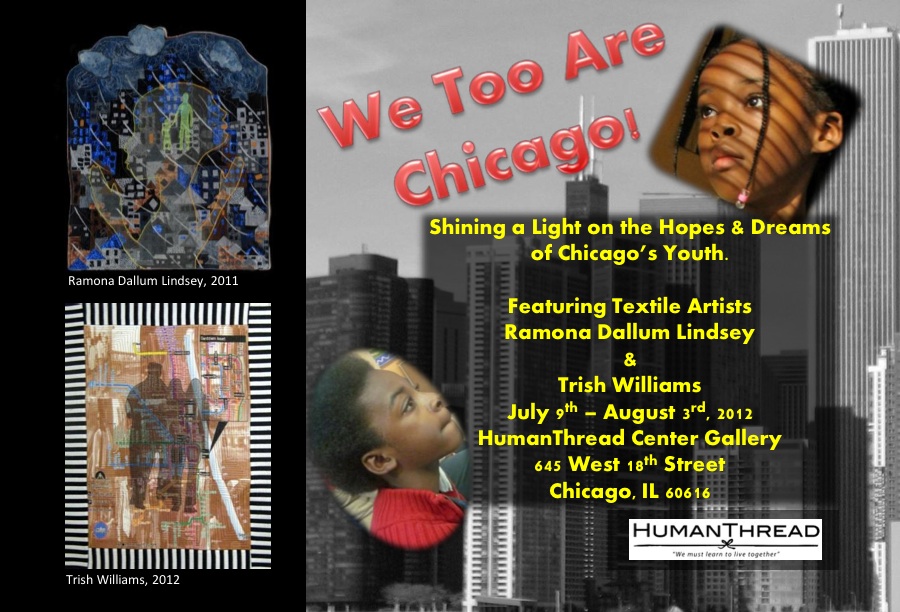 We Too Are
Chicago!
Shining a Light on the Hopes & Dreams
of Chicago's Youth.
Featuring Textile Artists
Ramona Dallum Lindsey
&
Trish Williams
July 9th – August 3rd, 2012
HumanThread Center Gallery
645 West 18th Street
Chicago, IL 60616
HUMANTHREAD
"We must learn to live together"
Ramona Dallum Lindsey, 2011
Trish Williams, 2012